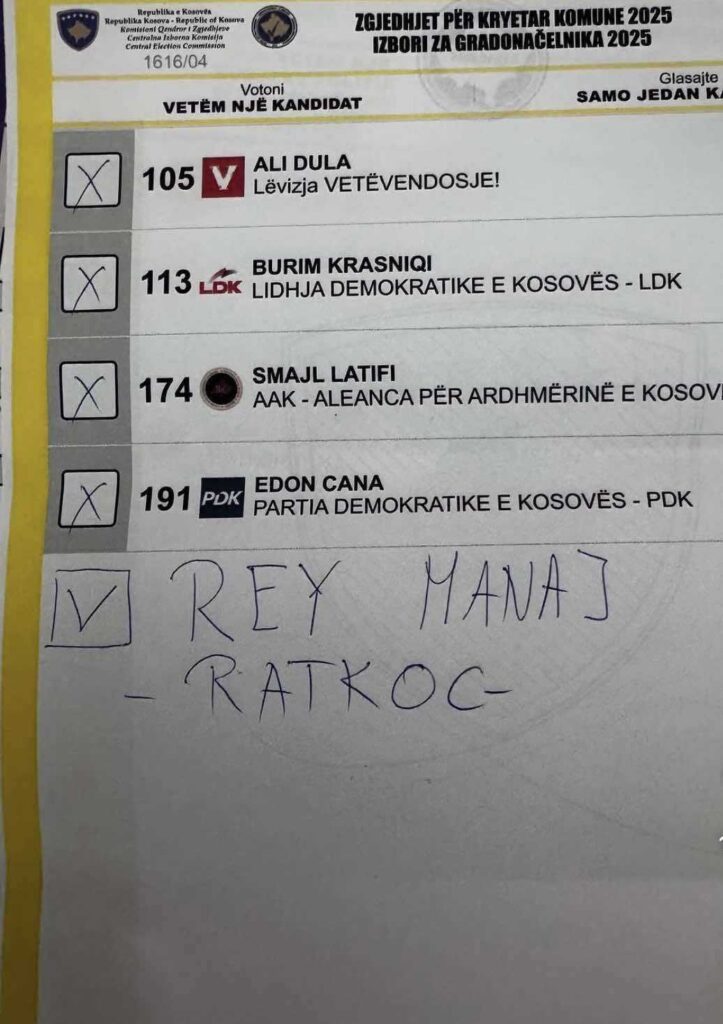 Republika e Kosovës
Republika Kosova - Republic of Kosova
Komisioni Qendror i Zgjedhjeve
Centralna Izborna Komisija
Central Election Commission
1616/04
ZGJEDHJET PËR KRYETAR KOMUNE 2025
IZBORI ZA GRADONAČELNIKA 2025
Votoni
VETËM NJË KANDIDAT
Glasajte
SAMO JEDAN KA
X 105 V ALI DULA
Lëvizja VETËVENDOSJE!
X 113 LDK BURIM KRASNIQI
LIDHJA DEMOKRATIKE E KOSOVËS - LDK
X 174 SMAJL LATIFI
AAK - ALEANCA PËR ARDHMËRINË E KOSOV
X 191 PDK EDON CANA
PARTIA DEMOKRATIKE E KOSOVËS - PDK
V REY MANAJ
- RATKOC -